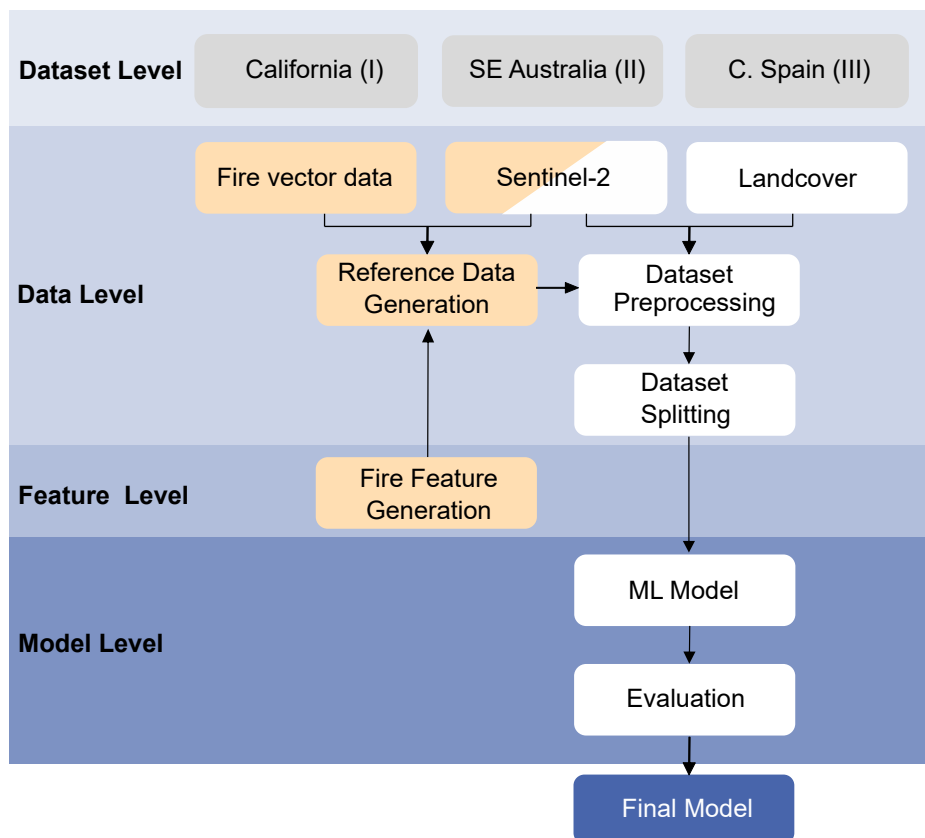 Dataset Level
California (I)
SE Australia (II)
C. Spain (III)
Fire vector data
Sentinel-2
Landcover
Data Level
Reference Data
Generation
Dataset
Preprocessing
Dataset
Splitting
Feature Level
Fire Feature
Generation
Model Level
ML Model
Evaluation
Final Model